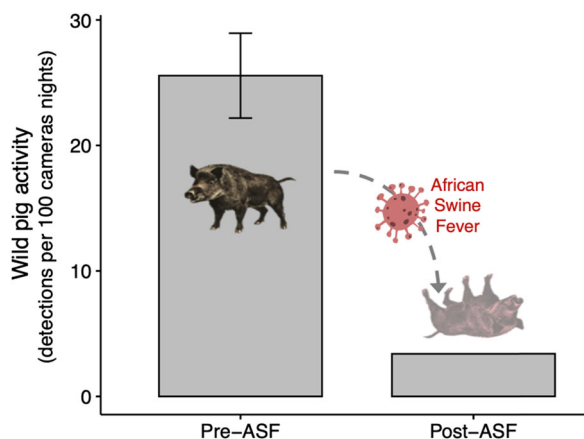 Wild pig activity
(detections per 100 cameras nights)
30
20
10
0
African
Swine
Fever
Pre−ASF
Post−ASF